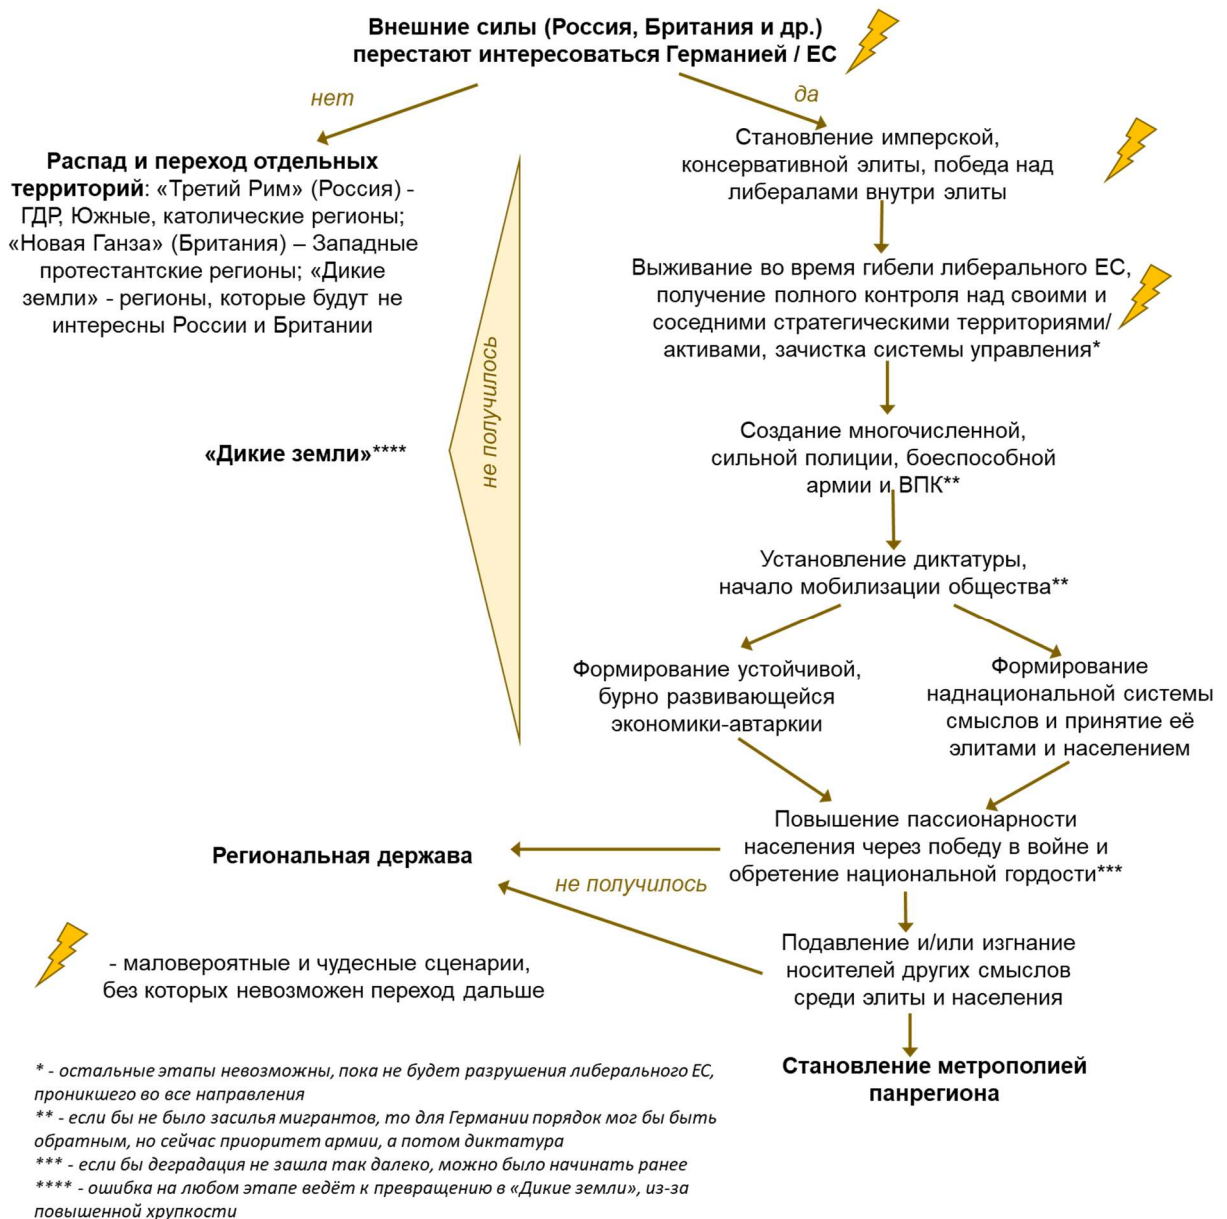 Внешние силы (Россия, Британия и др.)
перестают интересоваться Германией / ЕС
нет
да
Распад и переход отдельных
территорий: «Третий Рим» (Россия) -
ГДР, Южные, католические регионы;
«Новая Ганза» (Британия) – Западные
протестантские регионы; «Дикие
земли» - регионы, которые будут не
интересны России и Британии
Становление имперской,
консервативной элиты, победа над
либералами внутри элиты
Выживание во время гибели либерального ЕС,
получение полного контроля над своими и
соседними стратегическими территориями/
активами, зачистка системы управления*
не получилось
«Дикие земли»****
Создание многочисленной,
сильной полиции, боеспособной
армии и ВПК**
Установление диктатуры,
начало мобилизации общества**
Формирование устойчивой,
бурно развивающейся
экономики-автаркии
Формирование
наднациональной системы
смыслов и принятие её
элитами и населением
Повышение пассионарности
населения через победу в войне и
обретение национальной гордости***
Региональная держава
не получилось
Подавление и/или изгнание
носителей других смыслов
среди элиты и населения
Становление метрополией
панрегиона
- маловероятные и чудесные сценарии,
без которых невозможен переход дальше
* - остальные этапы невозможны, пока не будет разрушения либерального ЕС,
проникшего во все направления
** - если бы не было засилья мигрантов, то для Германии порядок мог бы быть
обратным, но сейчас приоритет армии, а потом диктатура
*** - если бы деградация не зашла так далеко, можно было начинать ранее
**** - ошибка на любом этапе ведёт к превращению в «Дикие земли», из-за
повышенной хрупкости